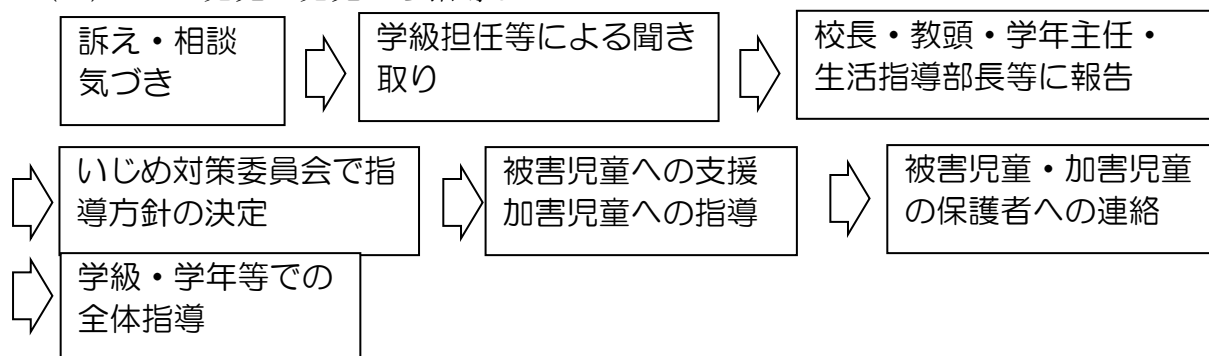 訴え・相談
気づき
学級担任等による聞き
取り
校長・教頭・学年主任・
生活指導部長等に報告
いじめ対策委員会で指
導方針の決定
被害児童への支援
加害児童への指導
被害児童・加害児童
の保護者への連絡
学級・学年等での
全体指導